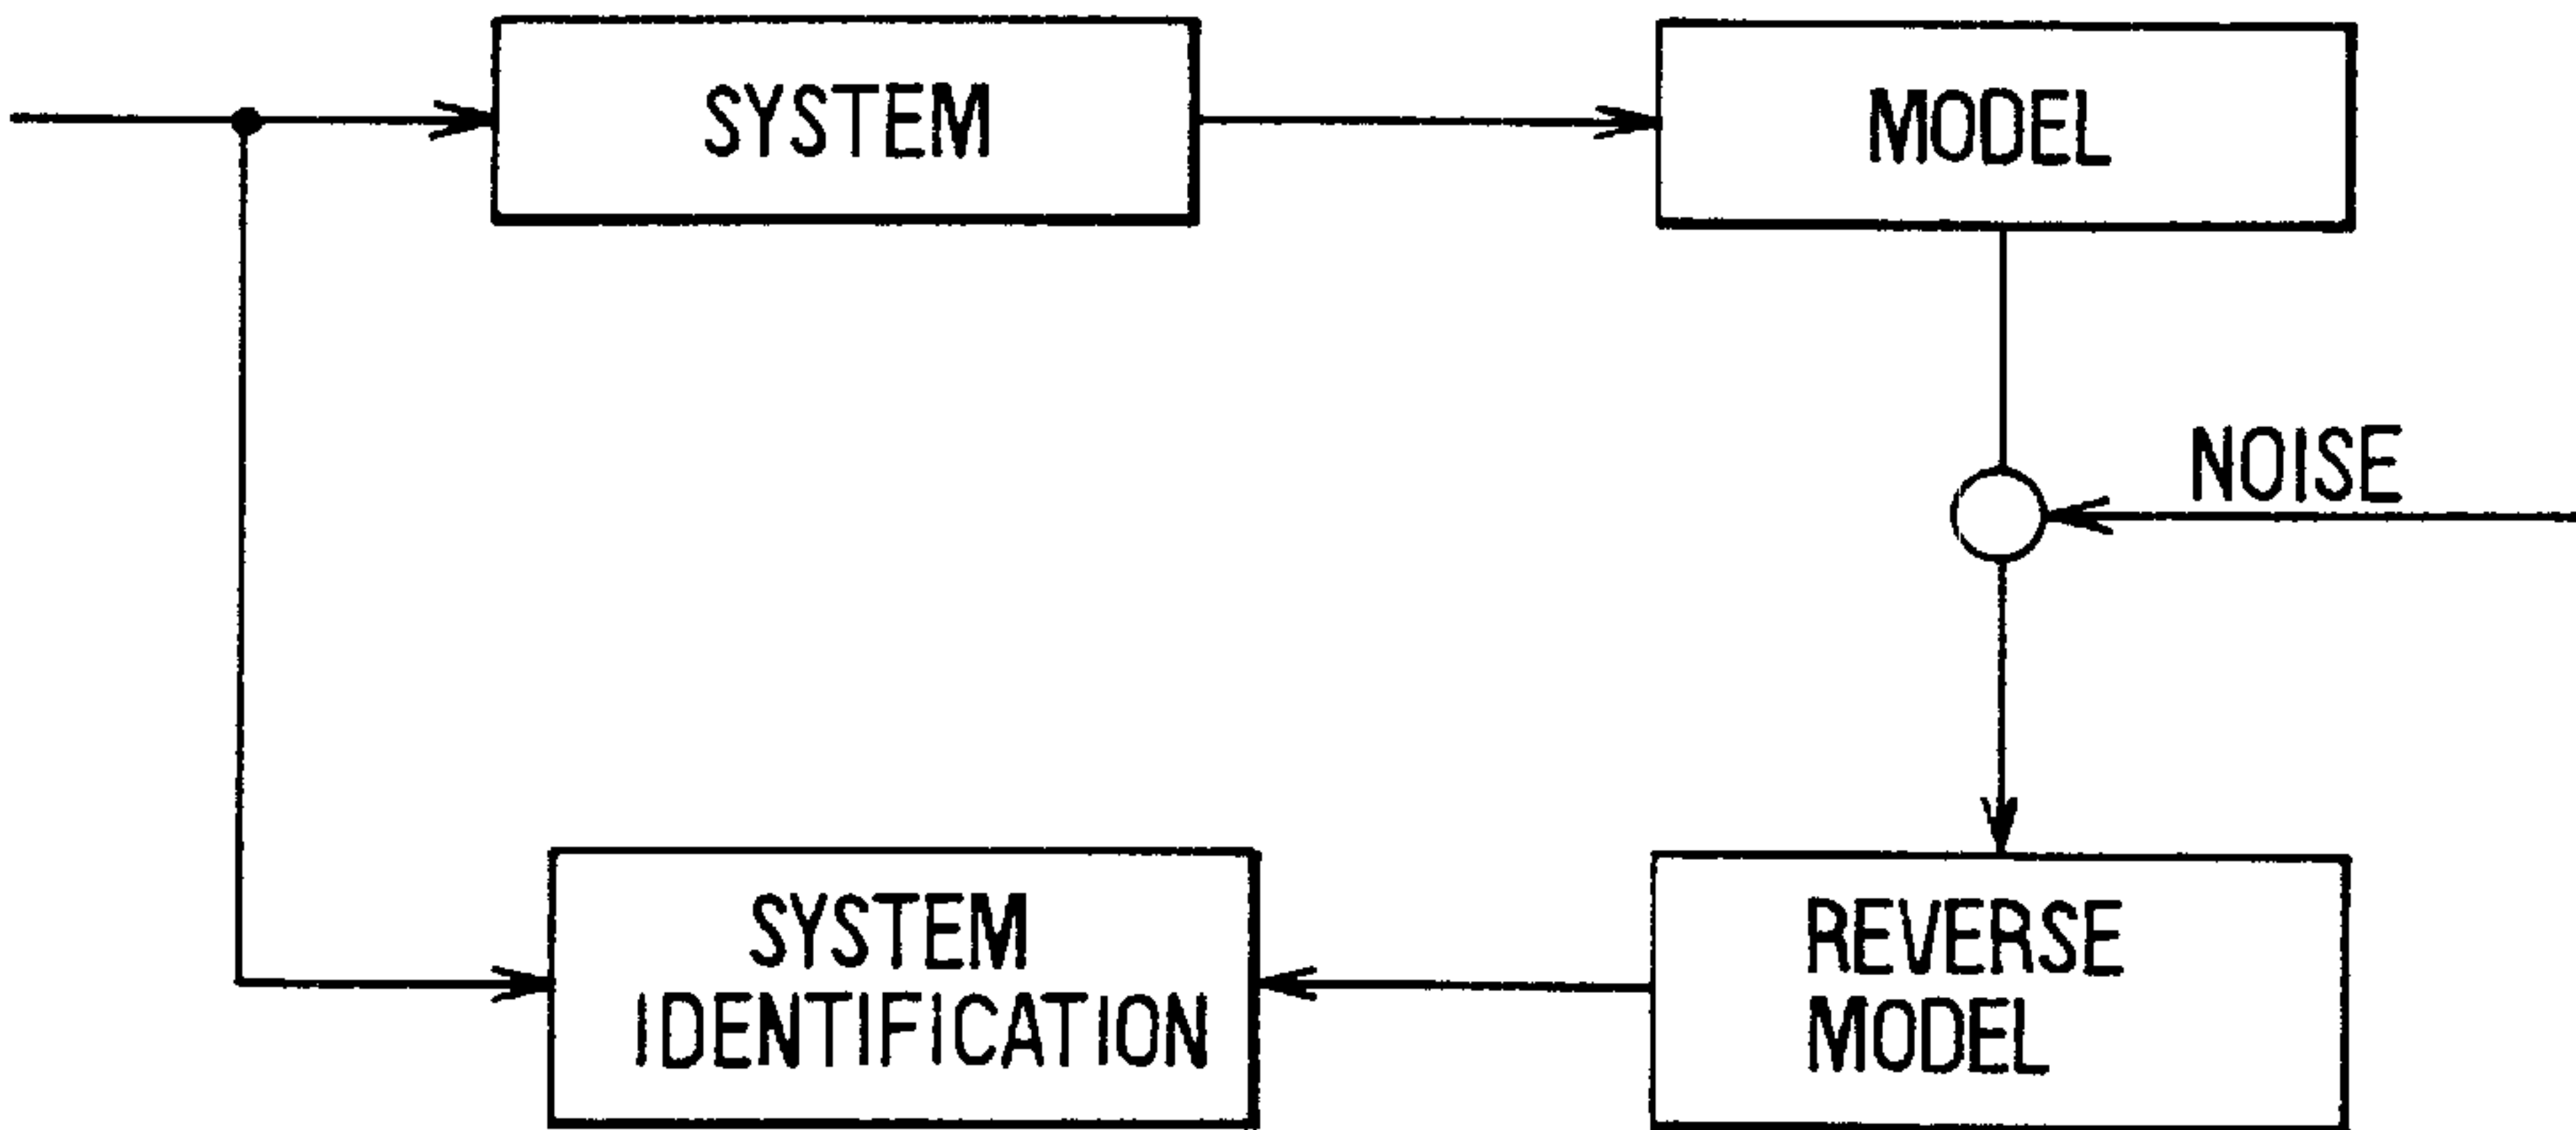 SYSTEM
MODEL
NOISE
SYSTEM
IDENTIFICATION
REVERSE
MODEL